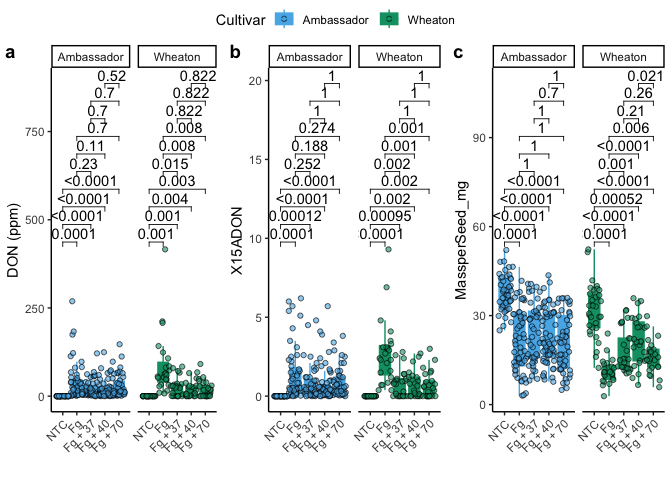 Cultivar Ambassador Wheaton
a
Ambassador Wheaton
DON (ppm)
750
500
250
0
0.52
0.7
0.7
0.7
0.11
0.23
<0.0001
<0.0001
<0.0001
0.0001
0.822
0.822
0.822
0.008
0.008
0.015
0.003
0.004
0.001
0.001
NTC
Fg
Fg + 37
Fg + 40
Fg + 70
NTC
Fg
Fg + 37
Fg + 40
Fg + 70
b
Ambassador Wheaton
X15ADON
20
15
10
5
0
1
1
1
0.274
0.188
0.252
<0.0001
<0.0001
0.00012
<0.0001
1
1
1
0.001
0.001
0.002
0.002
0.002
0.00095
0.0001
NTC
Fg
Fg + 37
Fg + 40
Fg + 70
NTC
Fg
Fg + 37
Fg + 40
Fg + 70
c
Ambassador Wheaton
MassperSeed_mg
90
60
30
0
1
0.7
1
1
1
1
<0.0001
<0.0001
<0.0001
<0.0001
0.021
0.26
0.21
0.006
<0.0001
0.001
<0.0001
0.00052
<0.0001
<0.0001
NTC
Fg
Fg + 37
Fg + 40
Fg + 70
NTC
Fg
Fg + 37
Fg + 40
Fg + 70